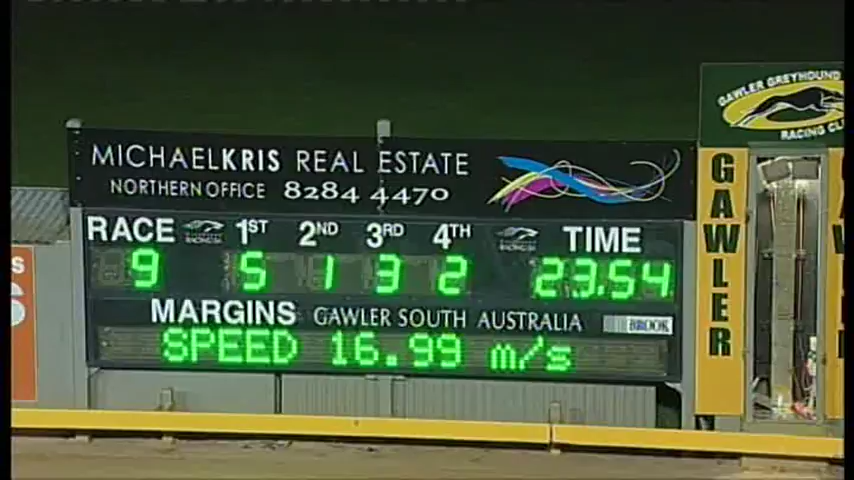 GAWLER GREYHOUND
RACING CL
MICHAELKRIS REAL ESTATE
NORTHERN OFFICE 8284 4470
RACE 1ST 2ND 3RD 4TH TIME
9 5 1 3 2 23.54
MARGINS GAWLER SOUTH AUSTRALIA BROOK
SPEED 16.99 m/s
GAWLER
S
S